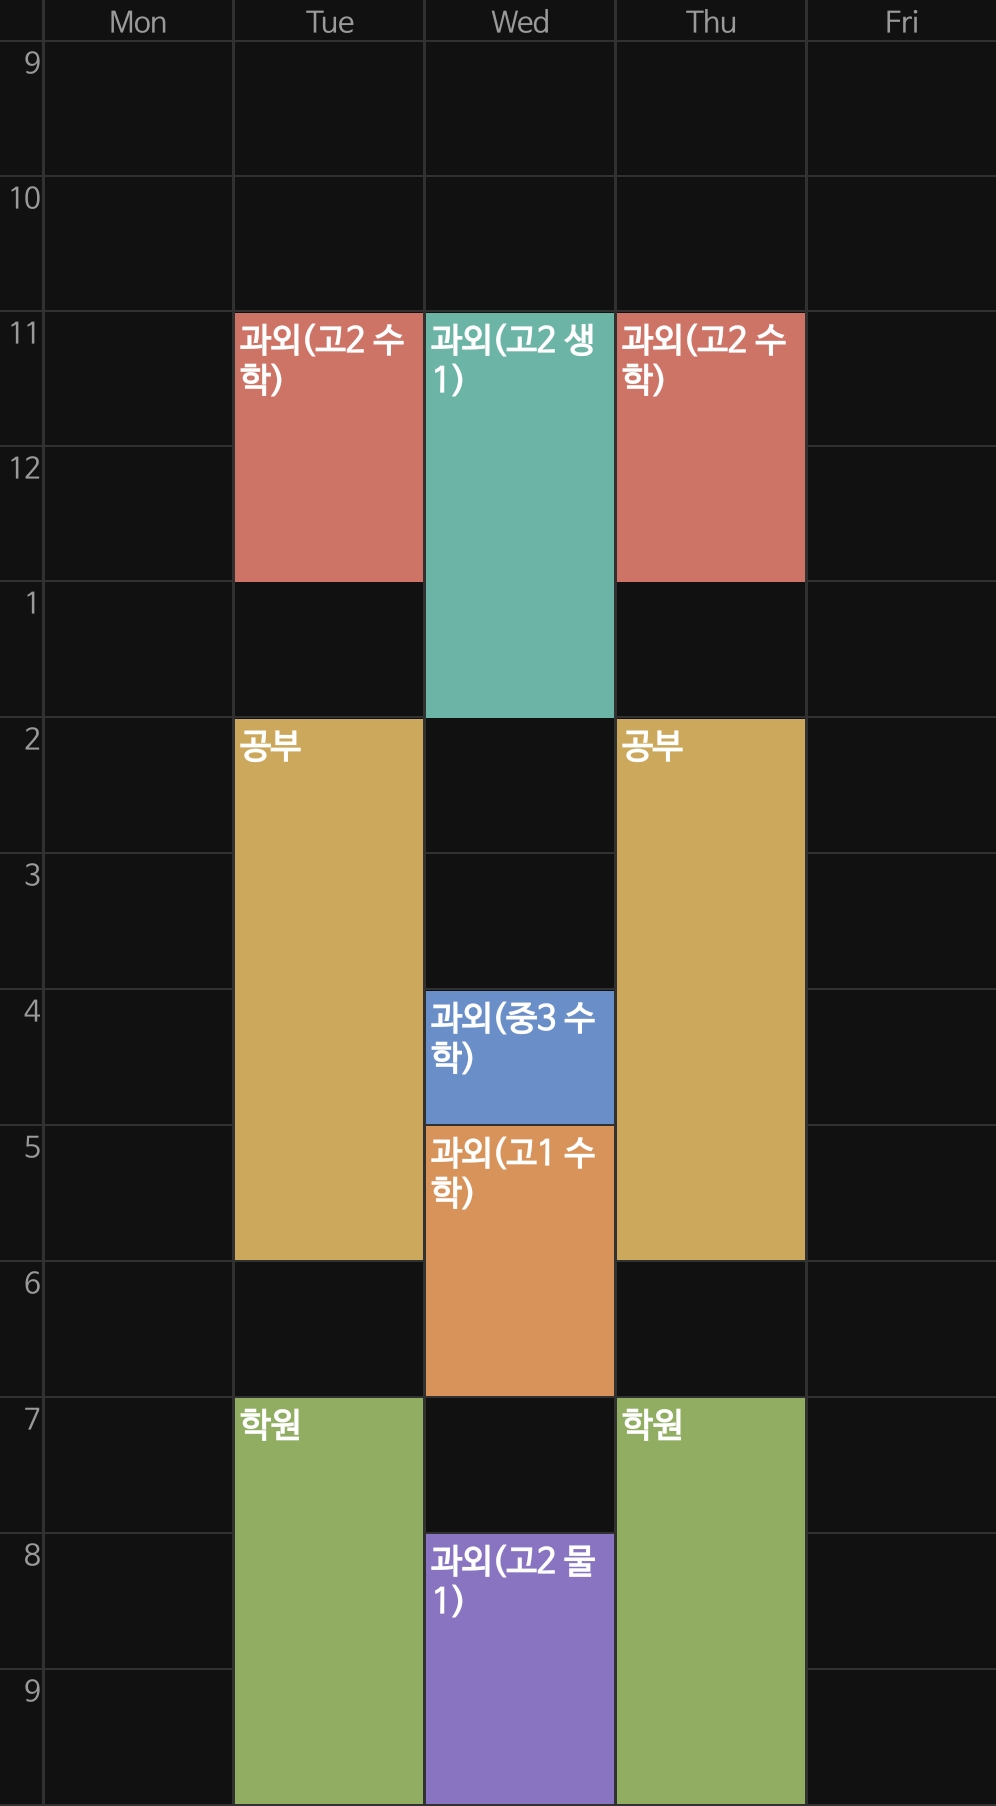 Mon Tue Wed Thu Fri
9
10
11
과외(고2 수
학)
과외(고2 생
1)
과외(고2 수
학)
12
1
2
공부
공부
3
4
과외(중3 수
학)
5
과외(고1 수
학)
6
7
학원
학원
8
과외(고2 물
1)
9